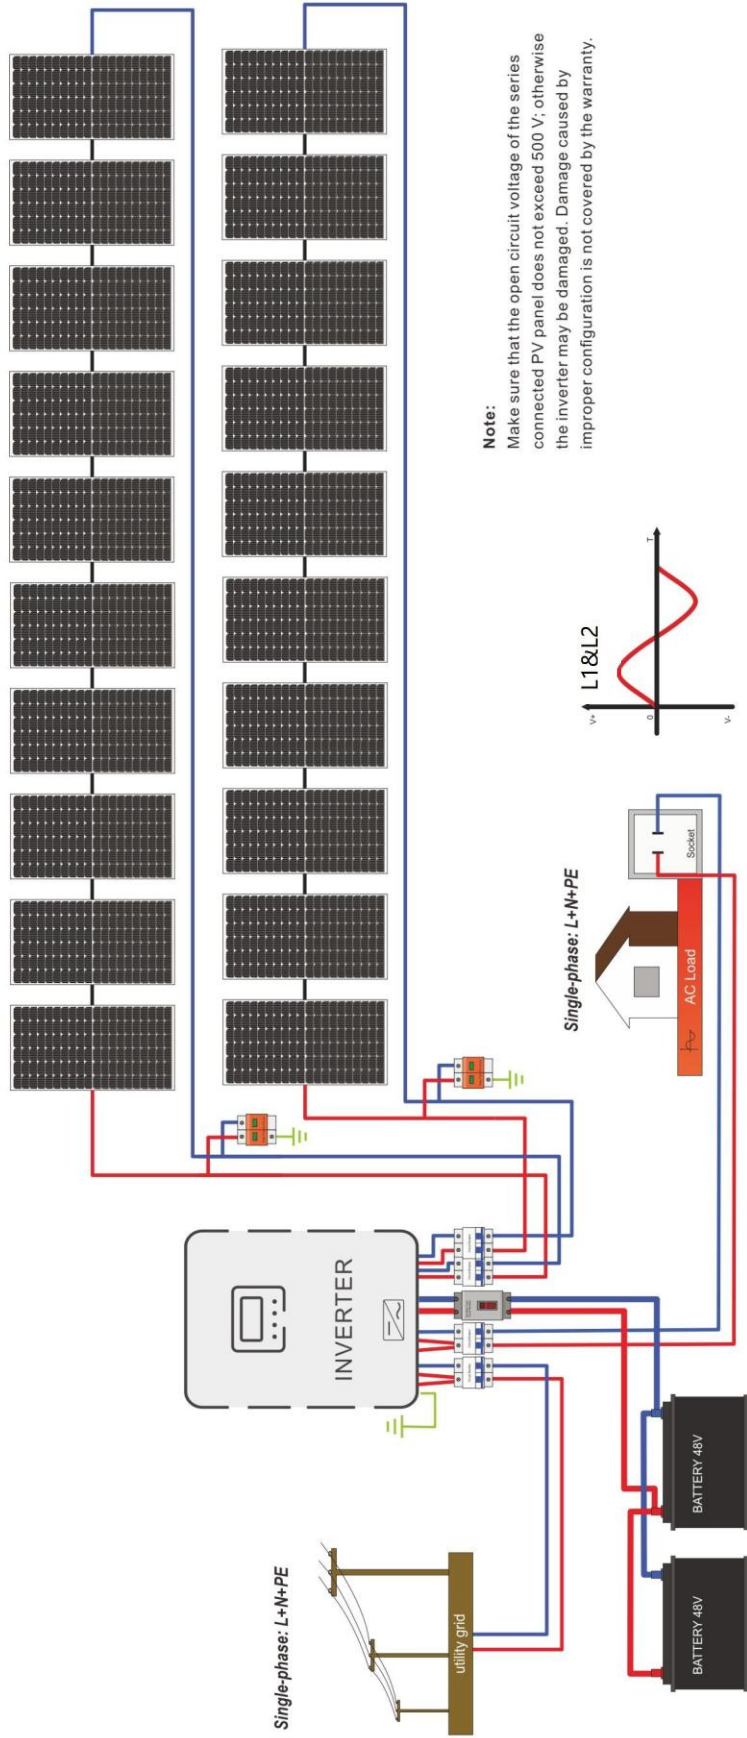 Note:
Make sure that the open circuit voltage of the series
connected PV panel does not exceed 500 V; otherwise
the inverter may be damaged. Damage caused by
improper configuration is not covered by the warranty.
INVERTER
Single-phase: L+N+PE
utility grid
Single-phase: L+N+PE
AC Load
Socket
L1&L2
V+
0
T
V-
BATTERY 48V
BATTERY 48V